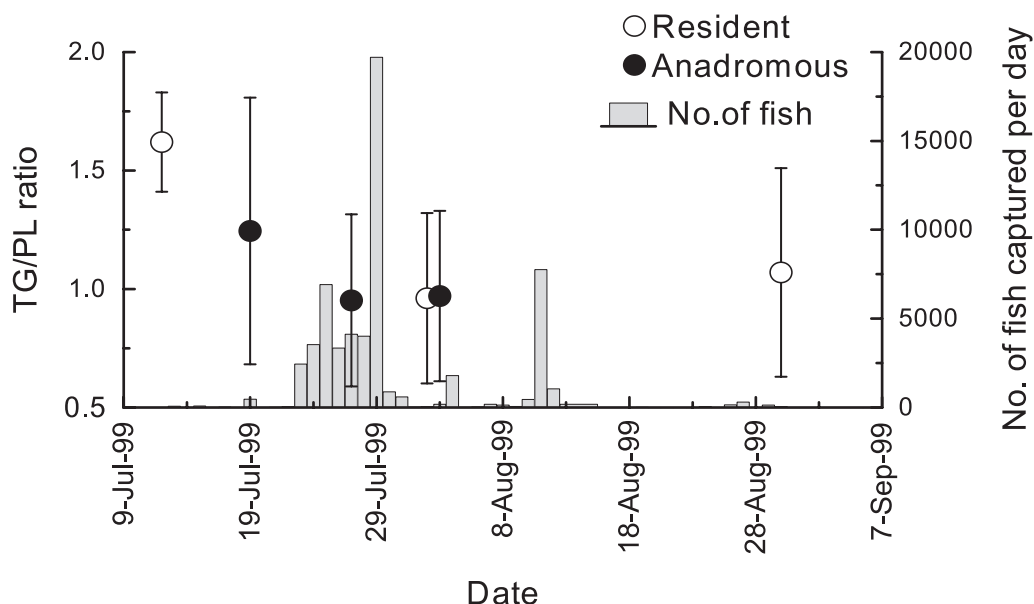 Resident
Anadromous
No.of fish
TG/PL ratio
2.0
1.5
1.0
0.5
20000
15000
10000
5000
0
No. of fish captured per day
9-Jul-99
19-Jul-99
29-Jul-99
8-Aug-99
18-Aug-99
28-Aug-99
7-Sep-99
Date